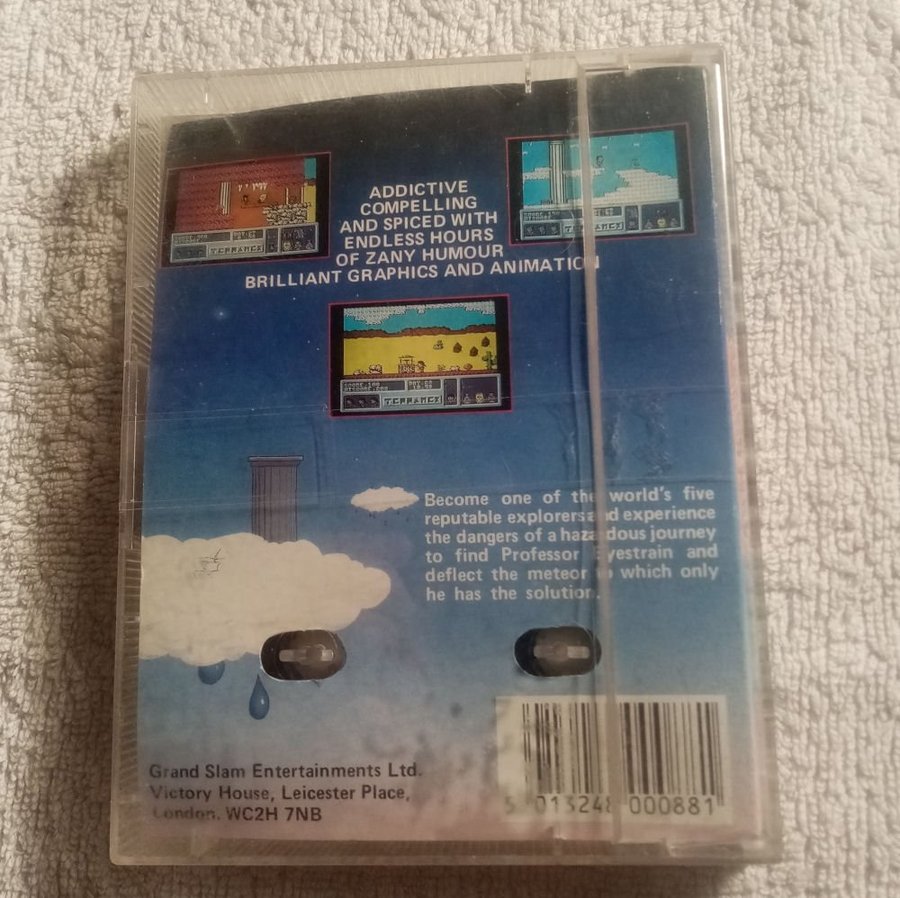 ADDICTIVE
COMPELLING
AND SPICED WITH
ENDLESS HOURS
OF ZANY HUMOUR
BRILLIANT GRAPHICS AND ANIMATION
TERRAMEX
TERRAMEX
TERRAMEX
Become one of the world's five
reputable explorers and experience
the dangers of a hazardous journey
to find Professor Eyestrain and
deflect the meteor to which only
he has the solution.
Grand Slam Entertainments Ltd.
Victory House, Leicester Place,
London. WC2H 7NB
5 013248 000881